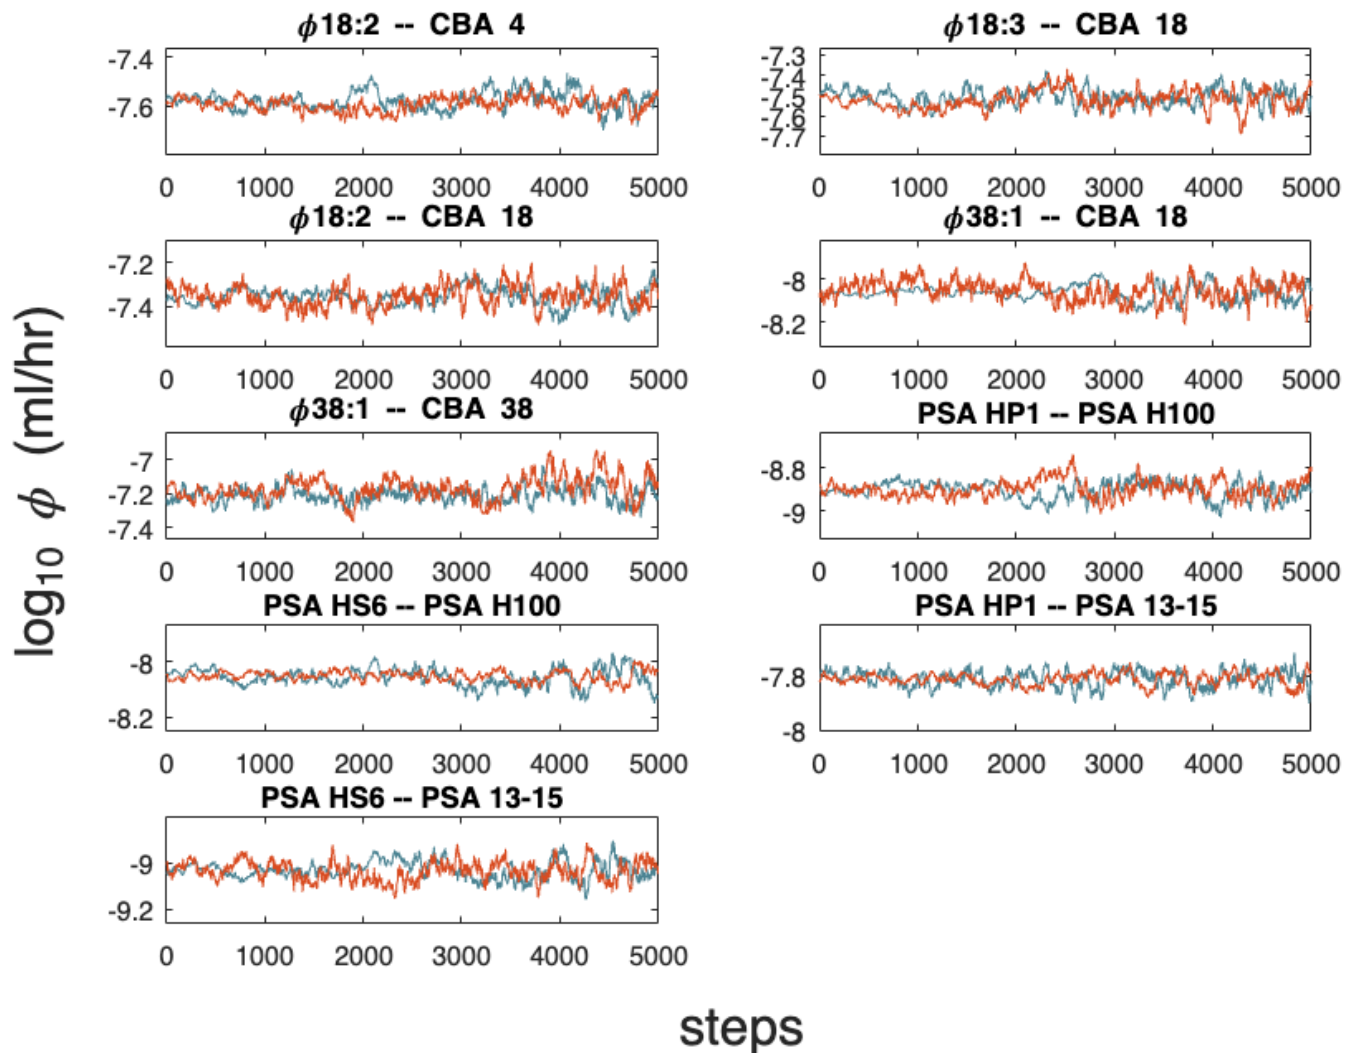 ϕ18:2 -- CBA 4
-7.4
-7.6
0 1000 2000 3000 4000 5000
ϕ18:3 -- CBA 18
-7.3
-7.4
-7.5
-7.6
-7.7
0 1000 2000 3000 4000 5000
ϕ18:2 -- CBA 18
-7.2
-7.4
0 1000 2000 3000 4000 5000
ϕ38:1 -- CBA 18
-8
-8.2
0 1000 2000 3000 4000 5000
ϕ38:1 -- CBA 38
-7
-7.2
-7.4
0 1000 2000 3000 4000 5000
PSA HP1 -- PSA H100
-8.8
-9
0 1000 2000 3000 4000 5000
PSA HS6 -- PSA H100
-8
-8.2
0 1000 2000 3000 4000 5000
PSA HP1 -- PSA 13-15
-7.8
-8
0 1000 2000 3000 4000 5000
PSA HS6 -- PSA 13-15
-9
-9.2
0 1000 2000 3000 4000 5000
log₁₀ ϕ (ml/hr)
steps